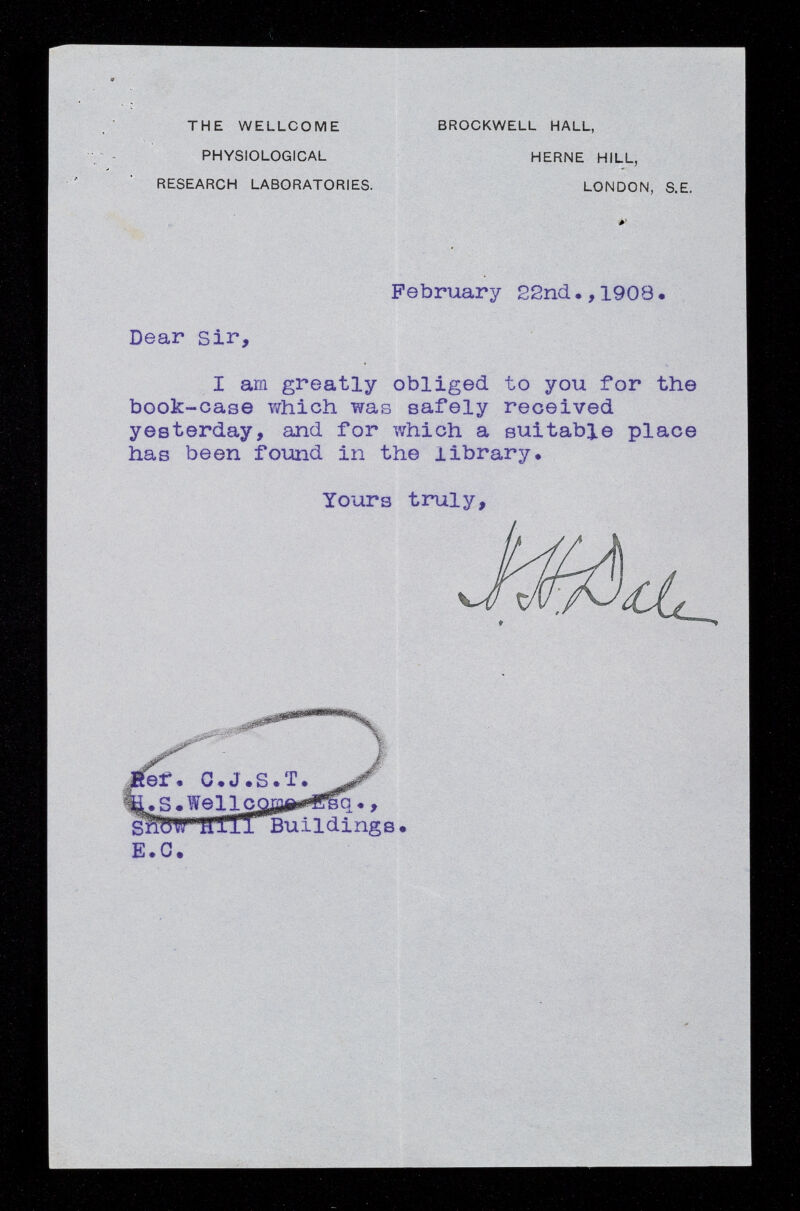 THE WELLCOME
PHYSIOLOGICAL
RESEARCH LABORATORIES.
BROCKWELL HALL,
HERNE HILL,
LONDON, S.E.
February 22nd.,1908.
Dear Sir,
I am greatly obliged to you for the
book-case which was safely received
yesterday, and for which a suitable place
has been found in the library.
Yours truly,
H.H.Dale
Ref. C.J.S.T.
H.S.Wellcome Esq.,
Snow Hill Buildings.
E.C.